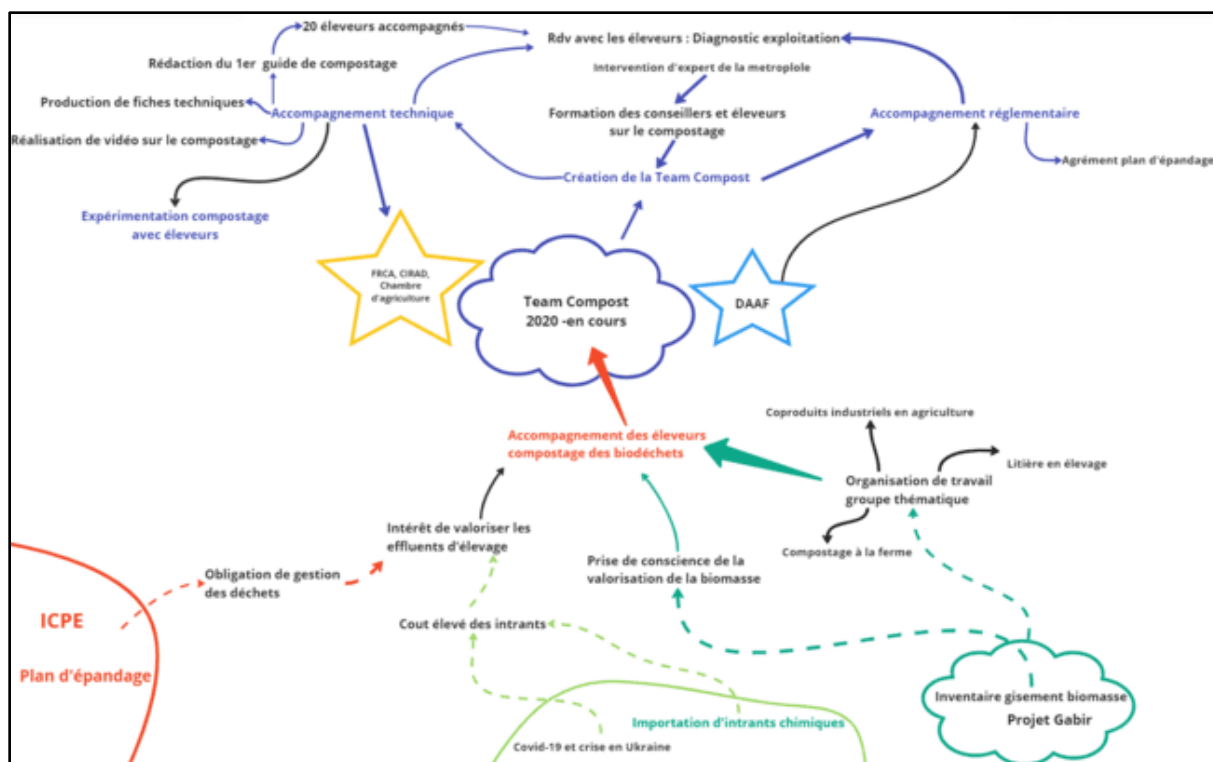 20 éleveurs accompagnés
Rdv avec les éleveurs : Diagnostic exploitation
Rédaction du 1er guide de compostage
Intervention d'expert de la metroplole
Production de fiches techniques
Accompagnement technique
Formation des conseillers et éleveurs
sur le compostage
Accompagnement réglementaire
Réalisation de vidéo sur le compostage
Agrément plan d'épandage
Création de la Team Compost
Expérimentation compostage
avec éleveurs
FRCA, CIRAD,
Chambre
d'agriculture
Team Compost
2020 -en cours
DAAF
Coproduits industriels en agriculture
Accompagnement des éleveurs
compostage des biodéchets
Litière en élevage
Organisation de travail
groupe thématique
Intérêt de valoriser les
effluents d'élevage
Compostage à la ferme
Prise de conscience de la
valorisation de la biomasse
Obligation de gestion
des déchets
ICPE
Plan d'épandage
Cout élevé des intrants
Inventaire gisement biomasse
Projet Gabir
Importation d'intrants chimiques
Covid-19 et crise en Ukraine